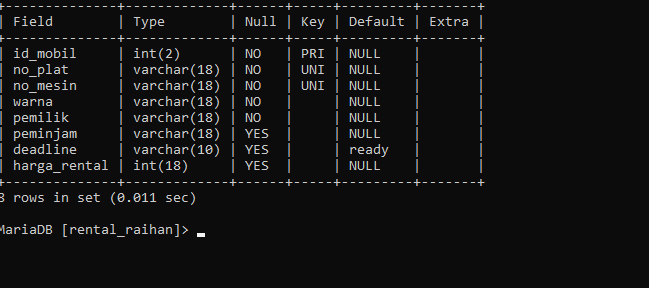 +--------------+-------------+------+-----+---------+-------+
| Field        | Type        | Null | Key | Default | Extra |
+--------------+-------------+------+-----+---------+-------+
| id_mobil     | int(2)      | NO   | PRI | NULL    |       |
| no_plat      | varchar(18) | NO   | UNI | NULL    |       |
| no_mesin     | varchar(18) | NO   | UNI | NULL    |       |
| warna        | varchar(18) | NO   |     | NULL    |       |
| pemilik      | varchar(18) | NO   |     | NULL    |       |
| peminjam     | varchar(18) | YES  |     | NULL    |       |
| deadline     | varchar(10) | YES  |     | ready   |       |
| harga_rental | int(18)     | YES  |     | NULL    |       |
+--------------+-------------+------+-----+---------+-------+
8 rows in set (0.011 sec)
MariaDB [rental_raihan]> _